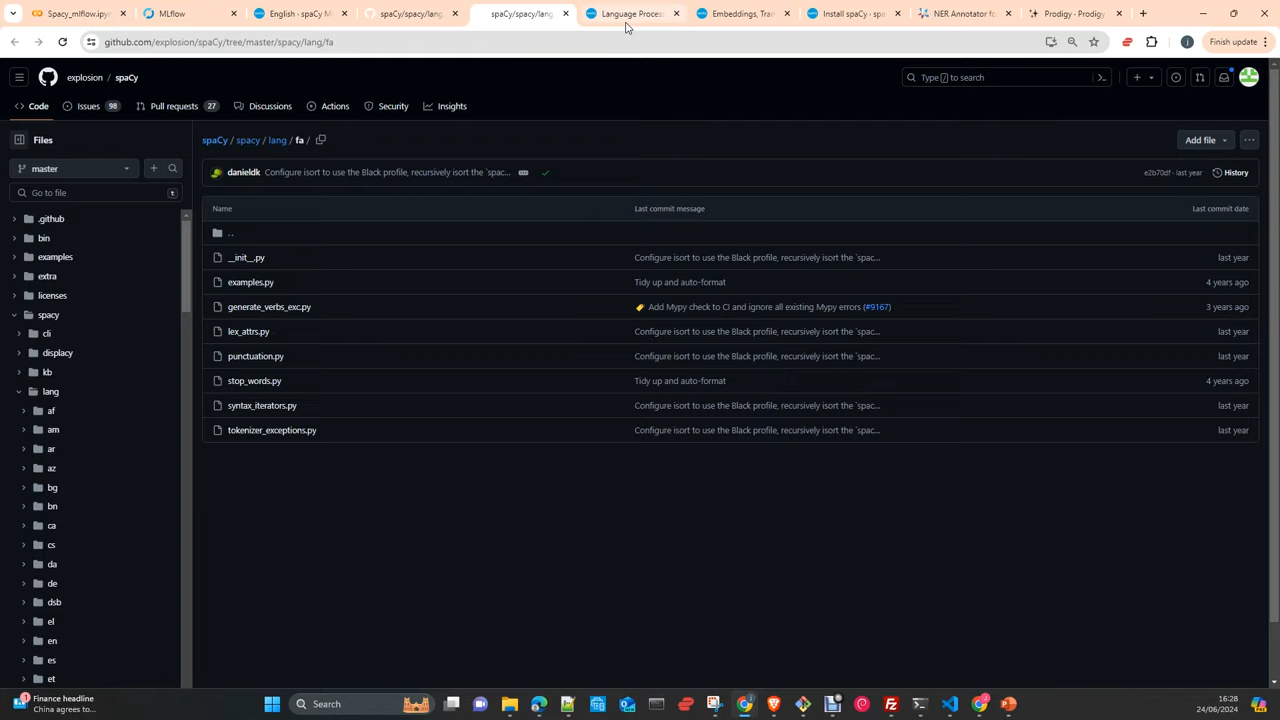 Spacy_mlflow.ipyn
MLflow
English · spaCy M
spaCy/spacy/lang
spaCy/spacy/lang,
Language Process
Embeddings, Tran
Install spaCy · spa
NER Annotator fo
Prodigy · Prodigy
github.com/explosion/spaCy/tree/master/spacy/lang/fa
Finish update
explosion / spaCy
Type / to search
Code
Issues 98
Pull requests 27
Discussions
Actions
Security
Insights
Files
master
Go to file
t
.github
bin
examples
extra
licenses
spacy
cli
displacy
kb
lang
af
am
ar
az
bg
bn
ca
cs
da
de
dsb
el
en
es
et
spaCy / spacy / lang / fa /
Add file
danieldk Configure isort to use the Black profile, recursively isort the `spac...
e2b70df · last year
History
Name Last commit message Last commit date
..
__init__.py Configure isort to use the Black profile, recursively isort the `spac... last year
examples.py Tidy up and auto-format 4 years ago
generate_verbs_exc.py Add Mypy check to CI and ignore all existing Mypy errors (#9167) 3 years ago
lex_attrs.py Configure isort to use the Black profile, recursively isort the `spac... last year
punctuation.py Configure isort to use the Black profile, recursively isort the `spac... last year
stop_words.py Tidy up and auto-format 4 years ago
syntax_iterators.py Configure isort to use the Black profile, recursively isort the `spac... last year
tokenizer_exceptions.py Configure isort to use the Black profile, recursively isort the `spac... last year
1
Finance headline
China agrees to...
Search
16:28
24/06/2024